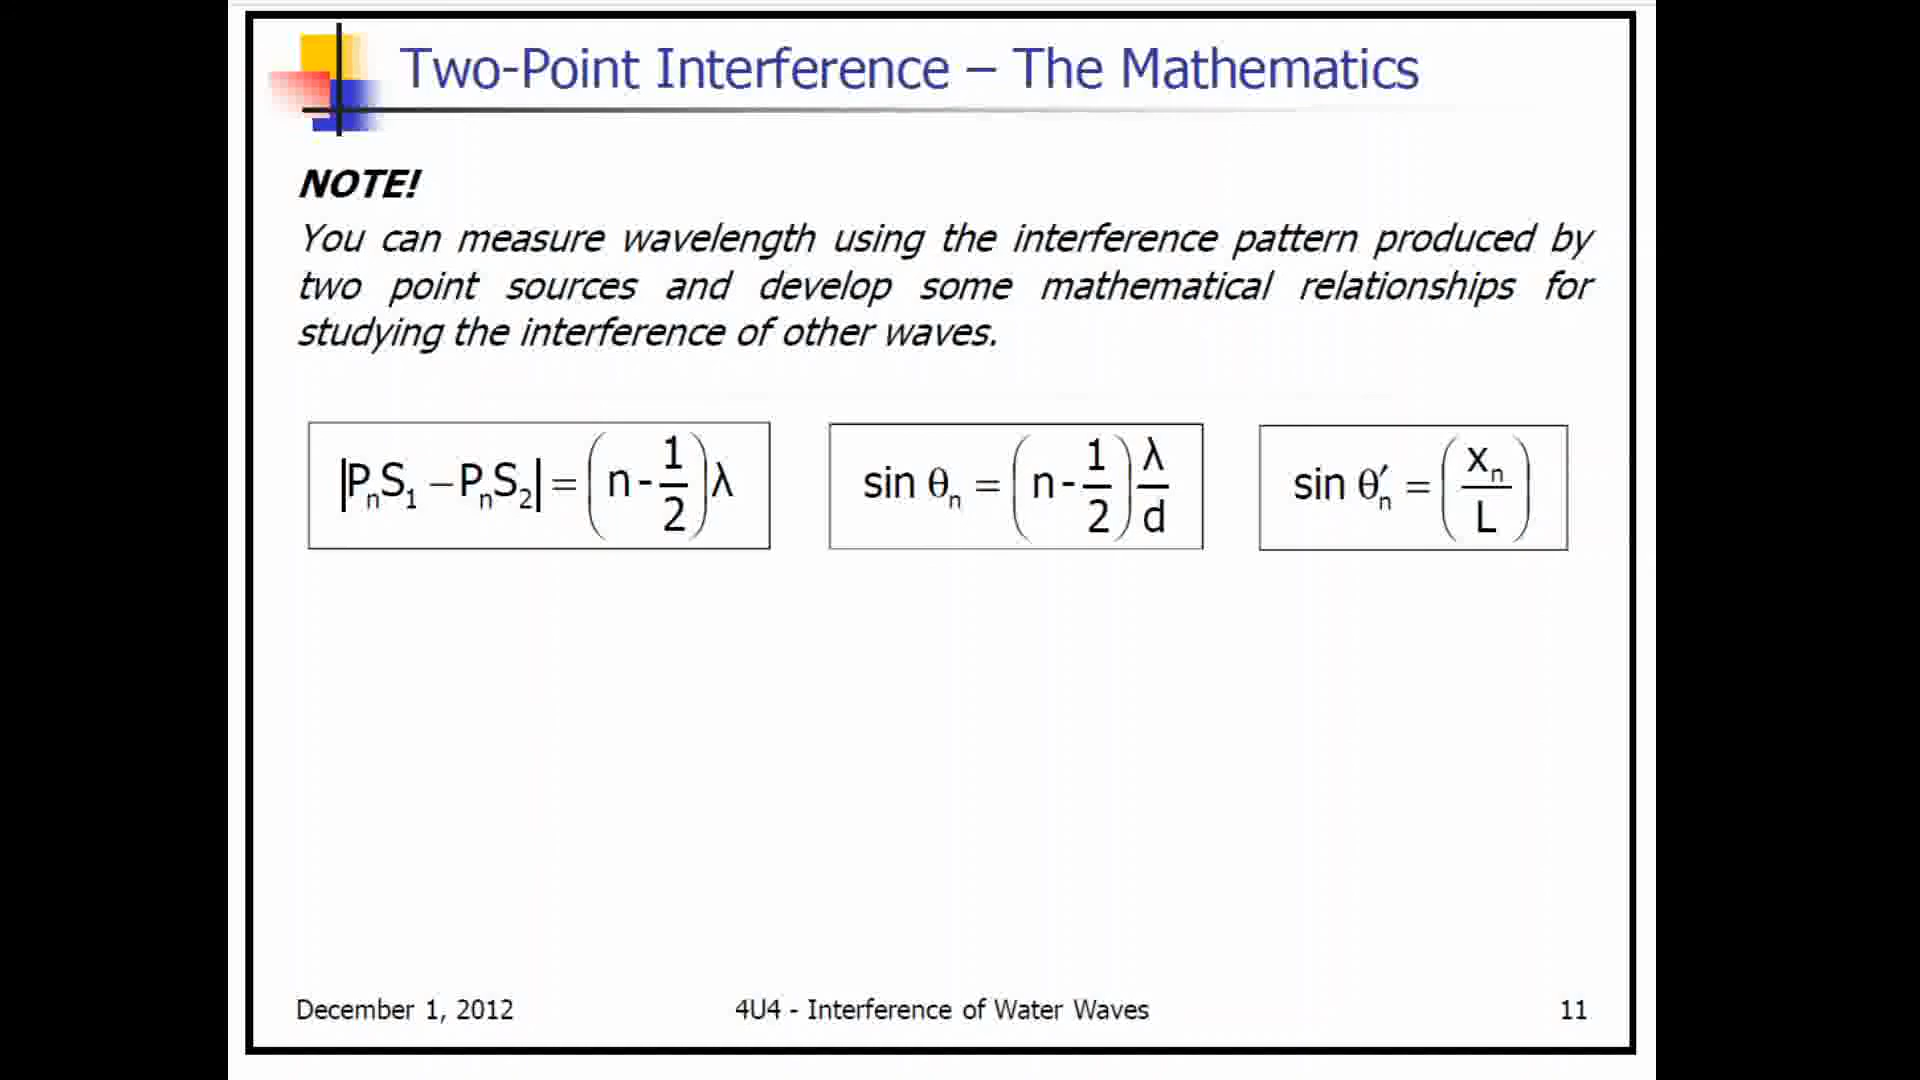 Two-Point Interference – The Mathematics
NOTE!
You can measure wavelength using the interference pattern produced by
two point sources and develop some mathematical relationships for
studying the interference of other waves.
|PₙS₁ − PₙS₂| = (n - 1/2)λ
sin θₙ = (n - 1/2) λ/d
sin θ′ₙ = (xₙ/L)
December 1, 2012
4U4 - Interference of Water Waves
11